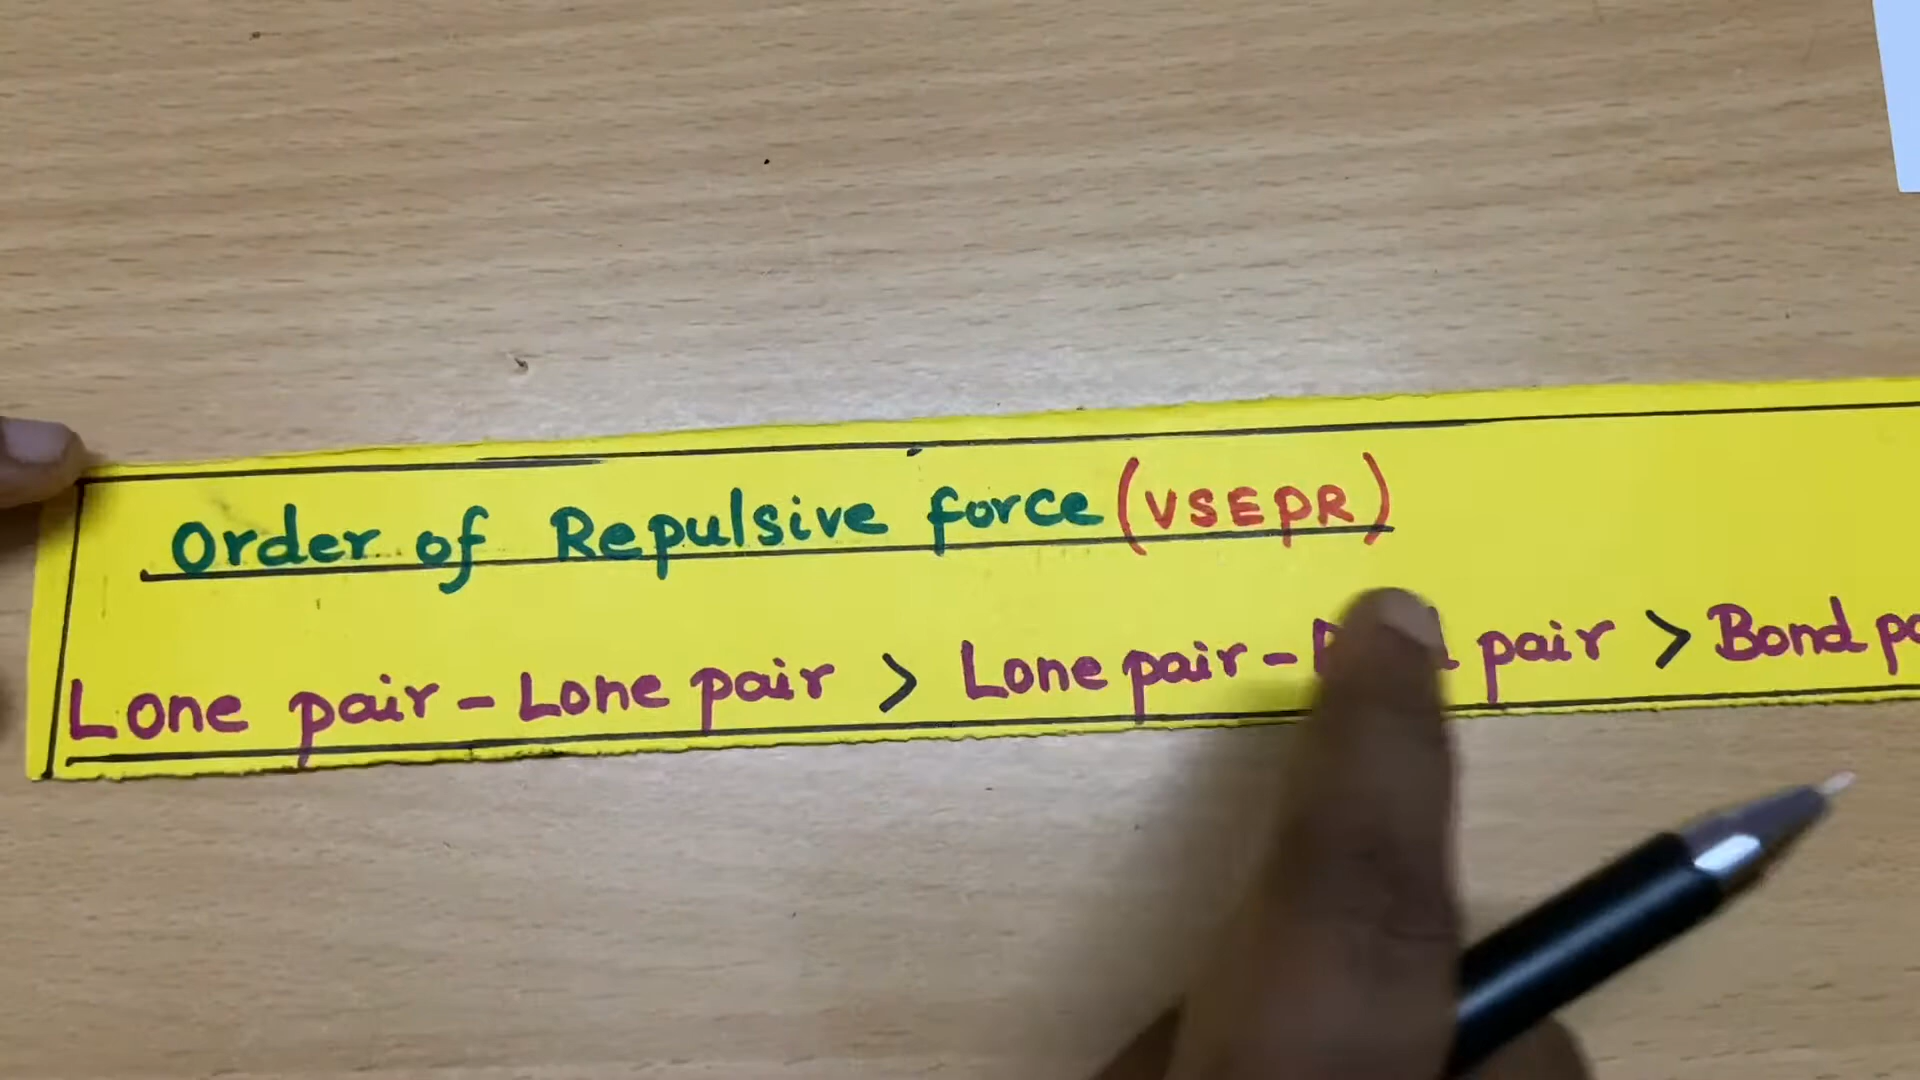 Order of Repulsive force (VSEPR)
Lone pair - Lone pair > Lone pair - pair > Bond